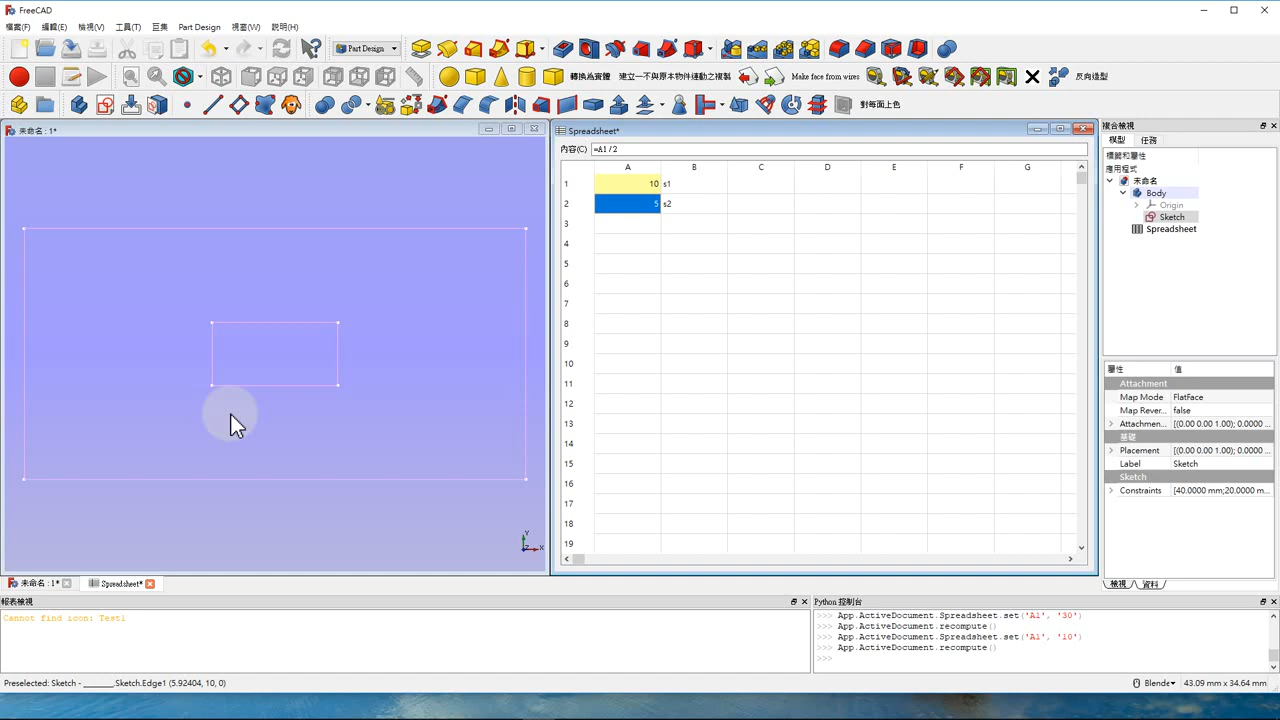 FreeCAD
檔案(F) 編輯(E) 檢視(V) 工具(T) 巨集 Part Design 視窗(W) 說明(H)
Part Design
轉換為實體 建立一不與原本物件連動之複製 Make face from wires 反向造型
對每面上色
未命名 : 1*
Spreadsheet*
內容(C) =A1/2
A B C D E F G
1 10 s1
2 5 s2
3
4
5
6
7
8
9
10
11
12
13
14
15
16
17
18
19
Y
Z X
複合檢視
模型 任務
標籤和屬性
應用程式
未命名
Body
Origin
Sketch
Spreadsheet
屬性 值
Attachment
Map Mode FlatFace
Map Rever... false
Attachmen... [(0.00 0.00 1.00); 0.0000 ...
基礎
Placement [(0.00 0.00 1.00); 0.0000 ...
Label Sketch
Sketch
Constraints [40.0000 mm;20.0000 m...
檢視 資料
未命名 : 1* Spreadsheet*
報表檢視
Cannot find icon: Test1
Python 控制台
>>> App.ActiveDocument.Spreadsheet.set('A1', '30')
>>> App.ActiveDocument.recompute()
>>> App.ActiveDocument.Spreadsheet.set('A1', '10')
>>> App.ActiveDocument.recompute()
>>>
Preselected: Sketch - _______.Sketch.Edge1 (5.92404, 10, 0)
Blende 43.09 mm x 34.64 mm